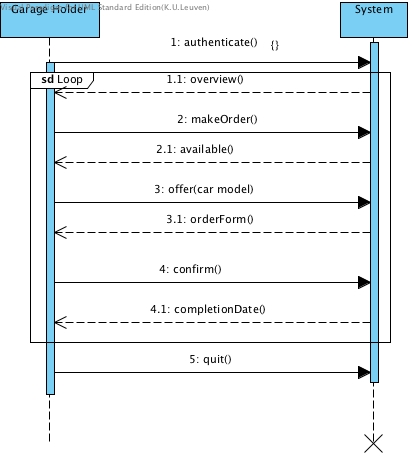 Visual Paradigm for UML Standard Edition(K.U.Leuven)
Garage Holder
System
1: authenticate() {}
sd Loop
1.1: overview()
2: makeOrder()
2.1: available()
3: offer(car model)
3.1: orderForm()
4: confirm()
4.1: completionDate()
5: quit()